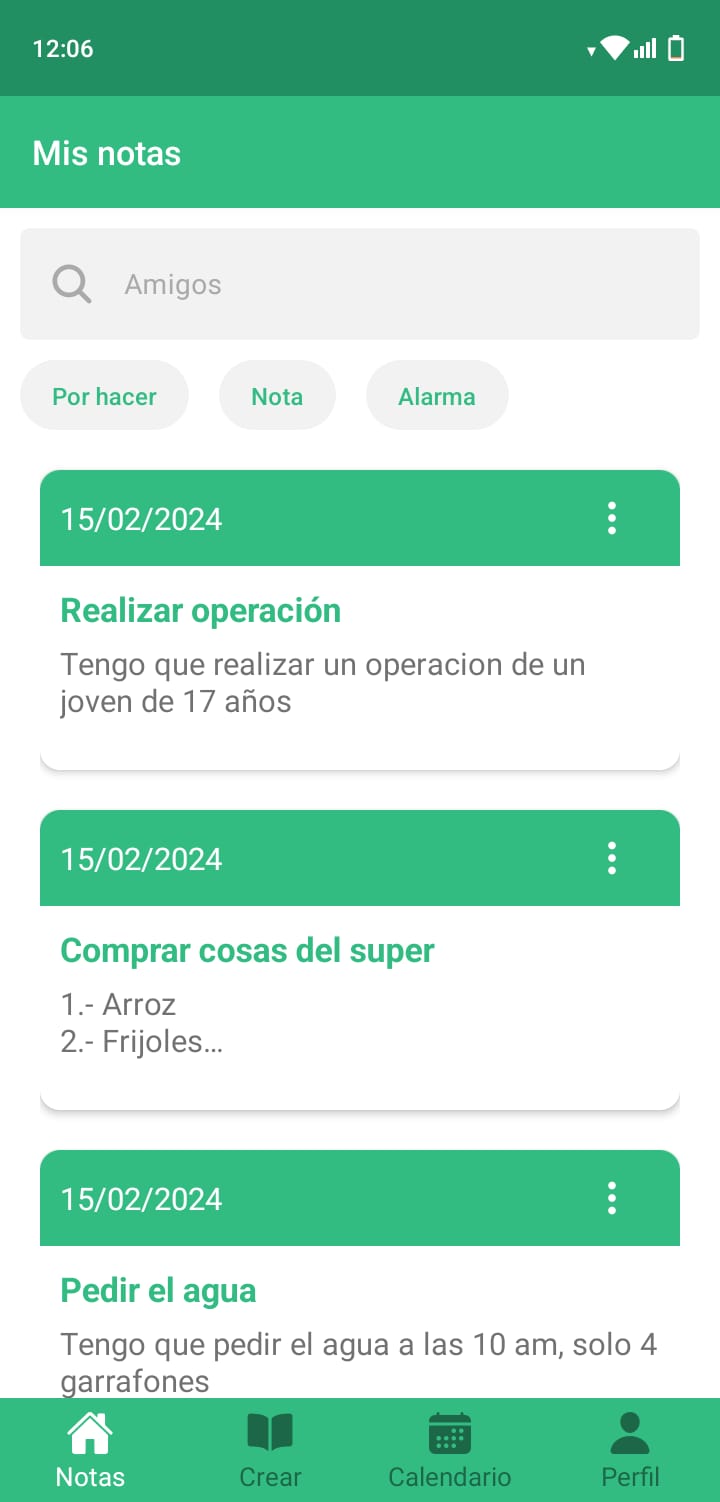 12:06
Mis notas
Amigos
Por hacer
Nota
Alarma
15/02/2024
Realizar operación
Tengo que realizar un operacion de un
joven de 17 años
15/02/2024
Comprar cosas del super
1.- Arroz
2.- Frijoles...
15/02/2024
Pedir el agua
Tengo que pedir el agua a las 10 am, solo 4
garrafones
Notas
Crear
Calendario
Perfil